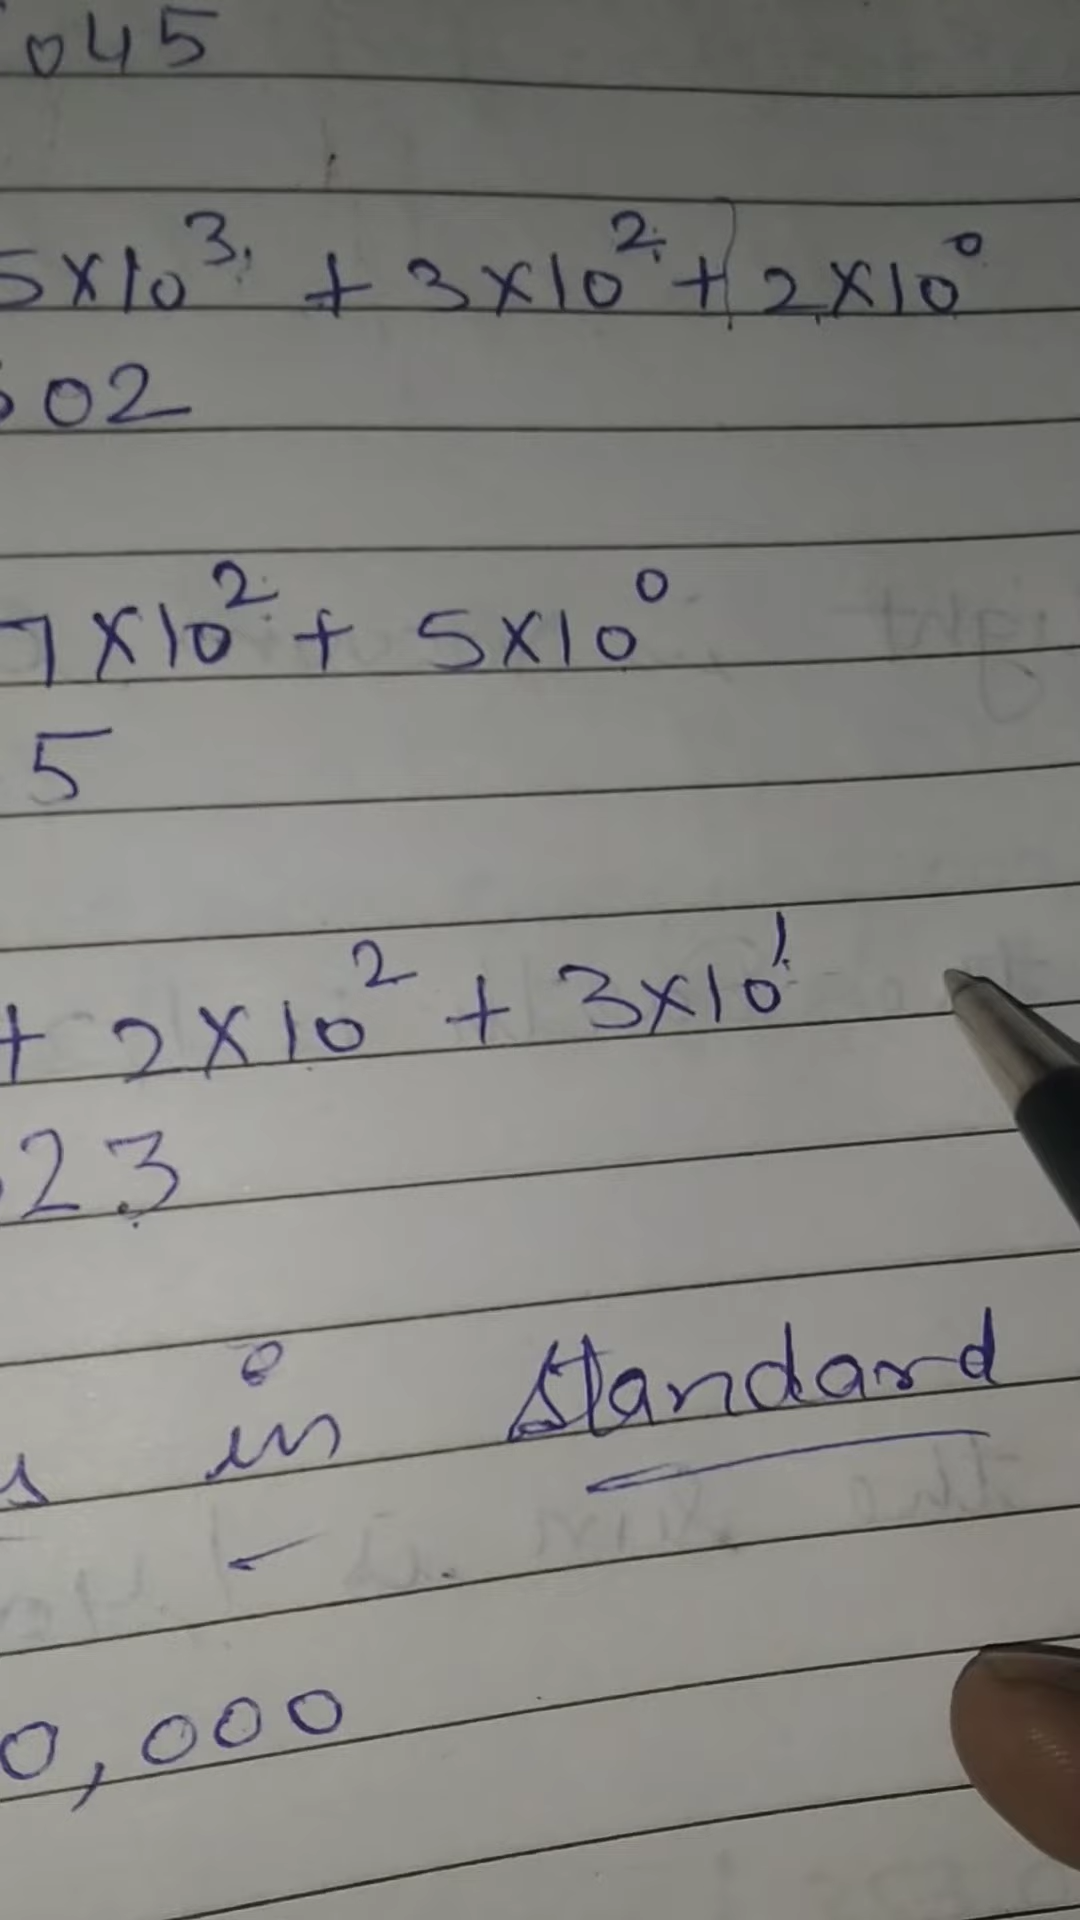 045
5×10³ + 3×10² + 2×10⁰
02
7×10² + 5×10⁰
5
+ 2×10² + 3×10¹
23
in Standard
0,000